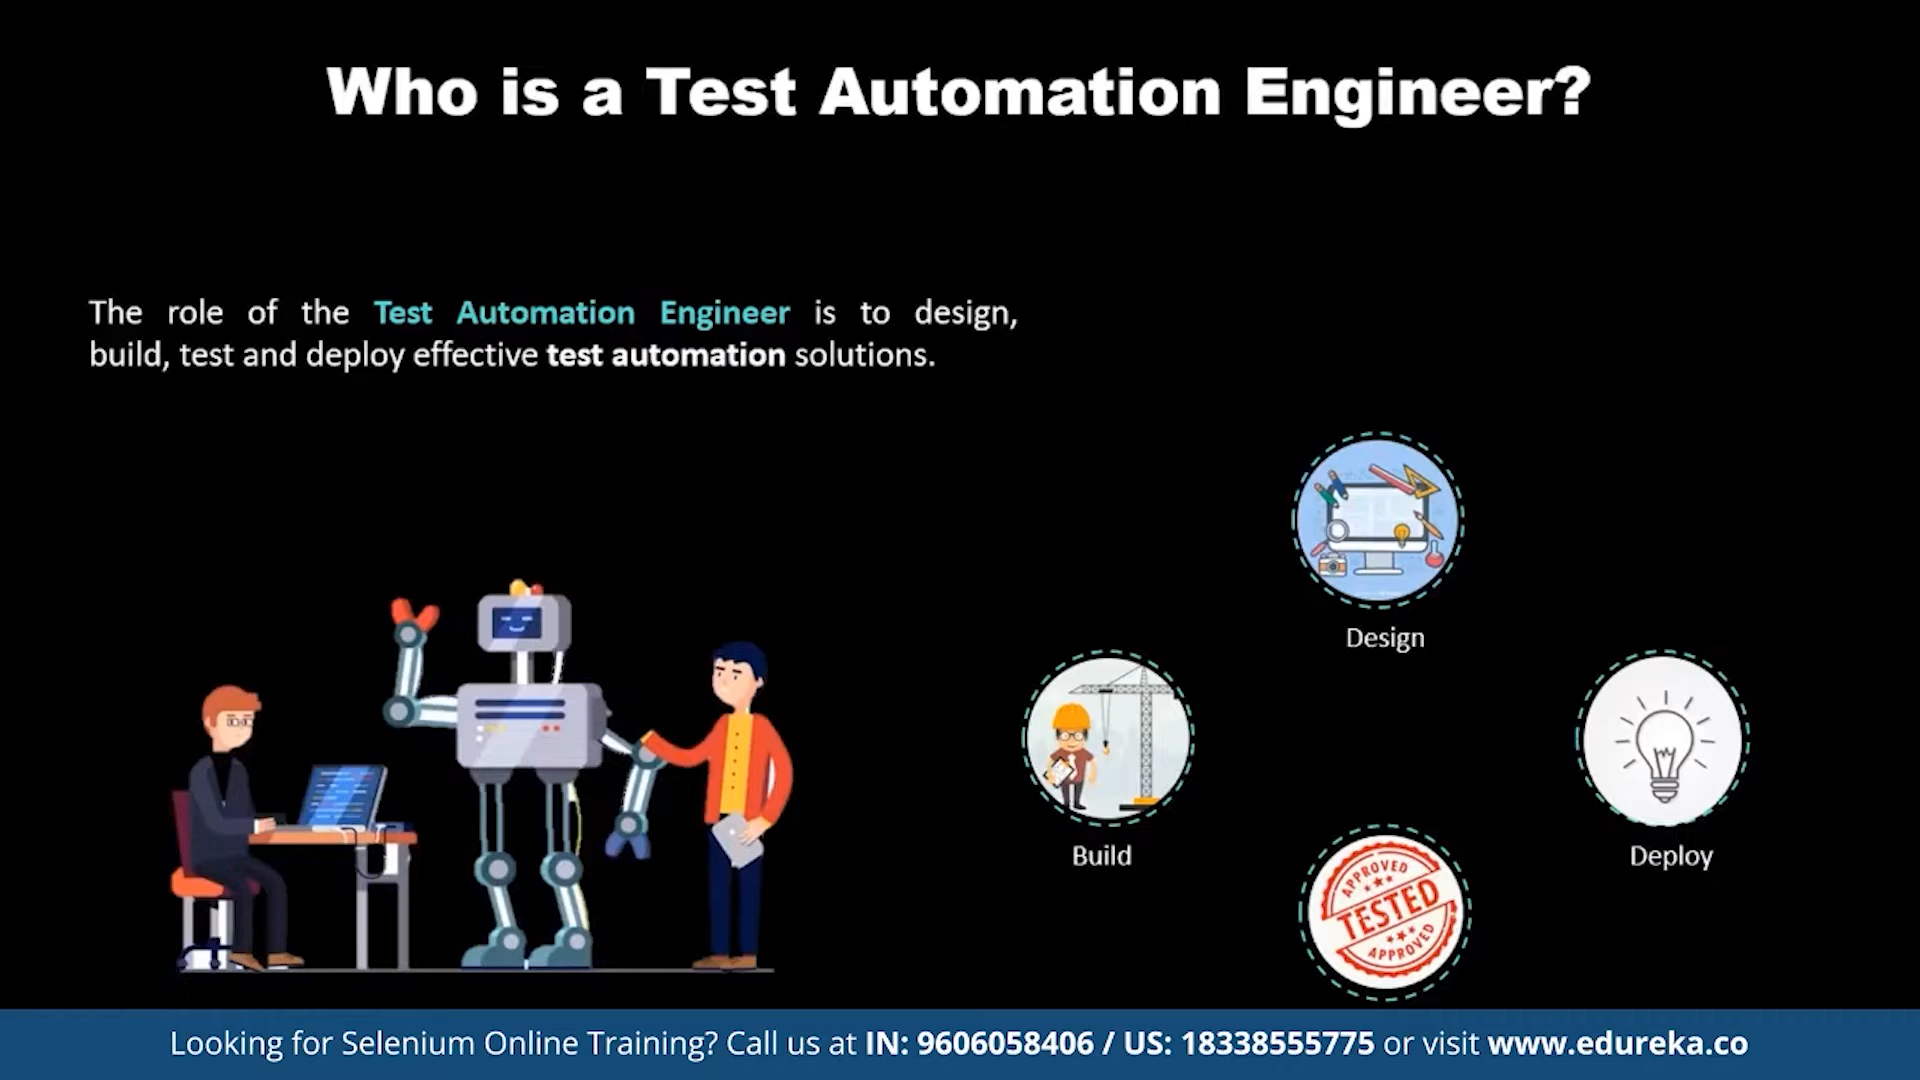 Who is a Test Automation Engineer?
The role of the Test Automation Engineer is to design,
build, test and deploy effective test automation solutions.
Design
Build
Deploy
APPROVED
TESTED
APPROVED
Looking for Selenium Online Training? Call us at IN: 9606058406 / US: 18338555775 or visit www.edureka.co